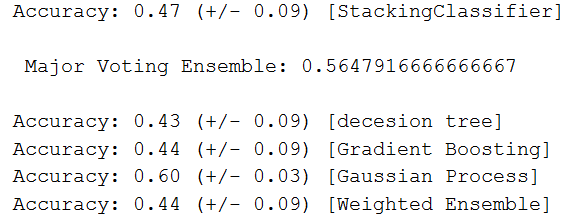 Accuracy: 0.47 (+/- 0.09) [StackingClassifier]
Major Voting Ensemble: 0.5647916666666667
Accuracy: 0.43 (+/- 0.09) [decesion tree]
Accuracy: 0.44 (+/- 0.09) [Gradient Boosting]
Accuracy: 0.60 (+/- 0.03) [Gaussian Process]
Accuracy: 0.44 (+/- 0.09) [Weighted Ensemble]